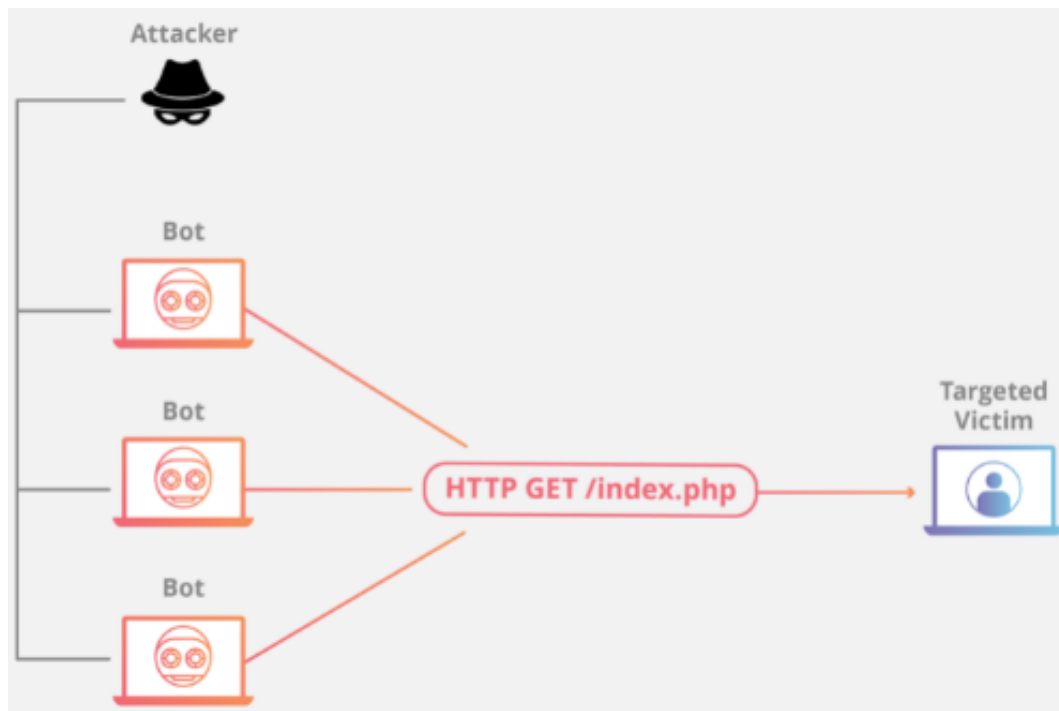 Attacker
Bot
Bot
HTTP GET /index.php
Targeted
Victim
Bot